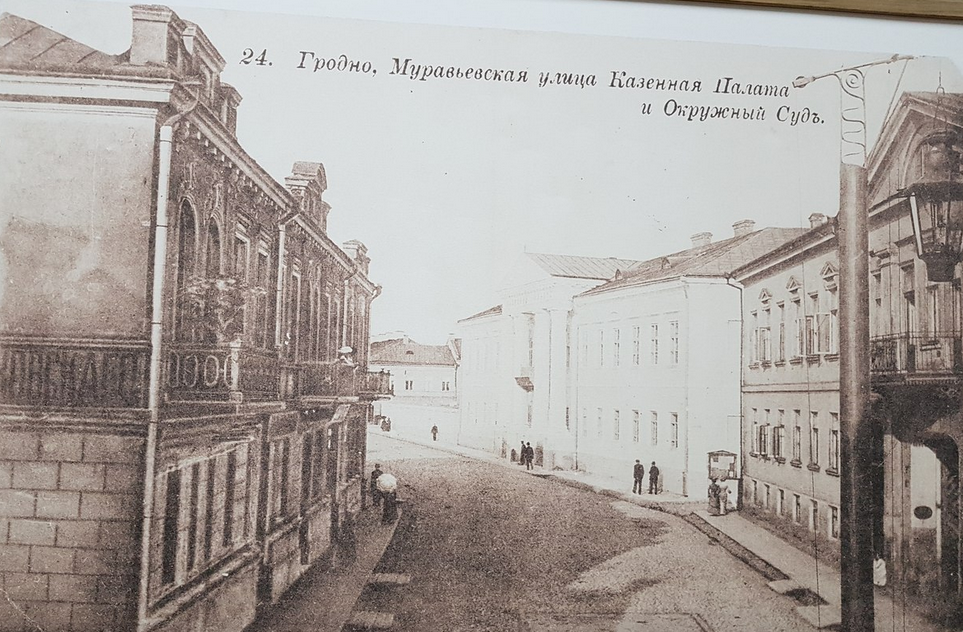 24. Гродно, Муравьевская улица Казенная Палата
и Окружный Судъ.